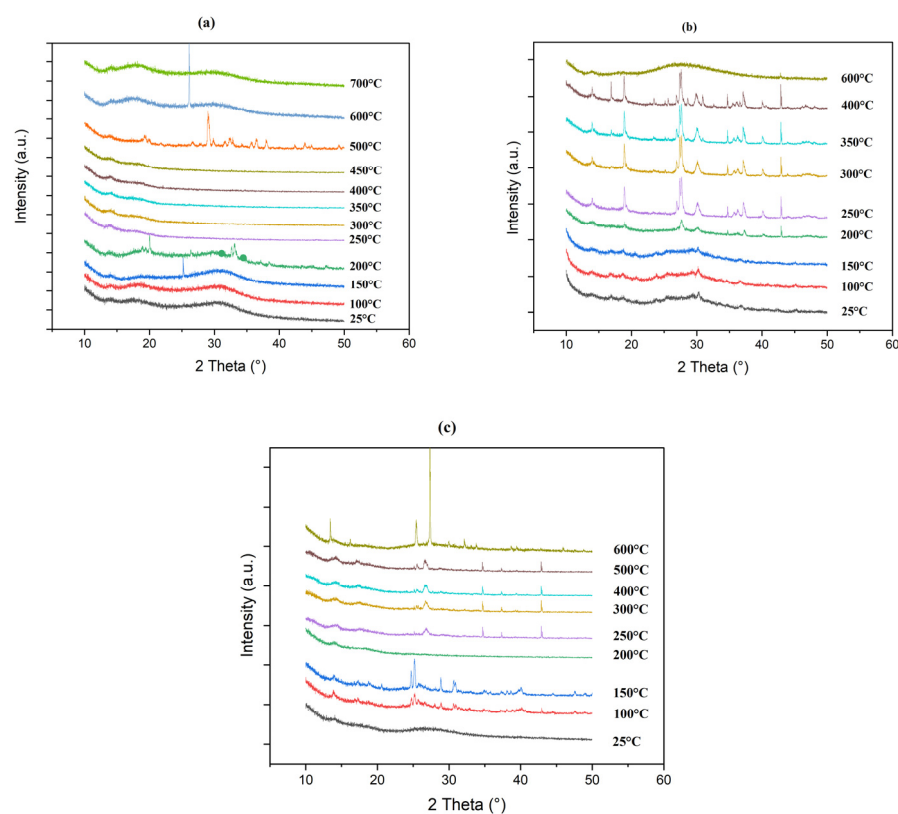 (a)
Intensity (a.u.)
700°C
600°C
500°C
450°C
400°C
350°C
300°C
250°C
200°C
150°C
100°C
25°C
0 10 20 30 40 50 60
2 Theta (°)
(b)
Intensity (a.u.)
600°C
400°C
350°C
300°C
250°C
200°C
150°C
100°C
25°C
10 20 30 40 50 60
2 Theta (°)
(c)
Intensity (a.u.)
600°C
500°C
400°C
300°C
250°C
200°C
150°C
100°C
25°C
10 20 30 40 50 60
2 Theta (°)